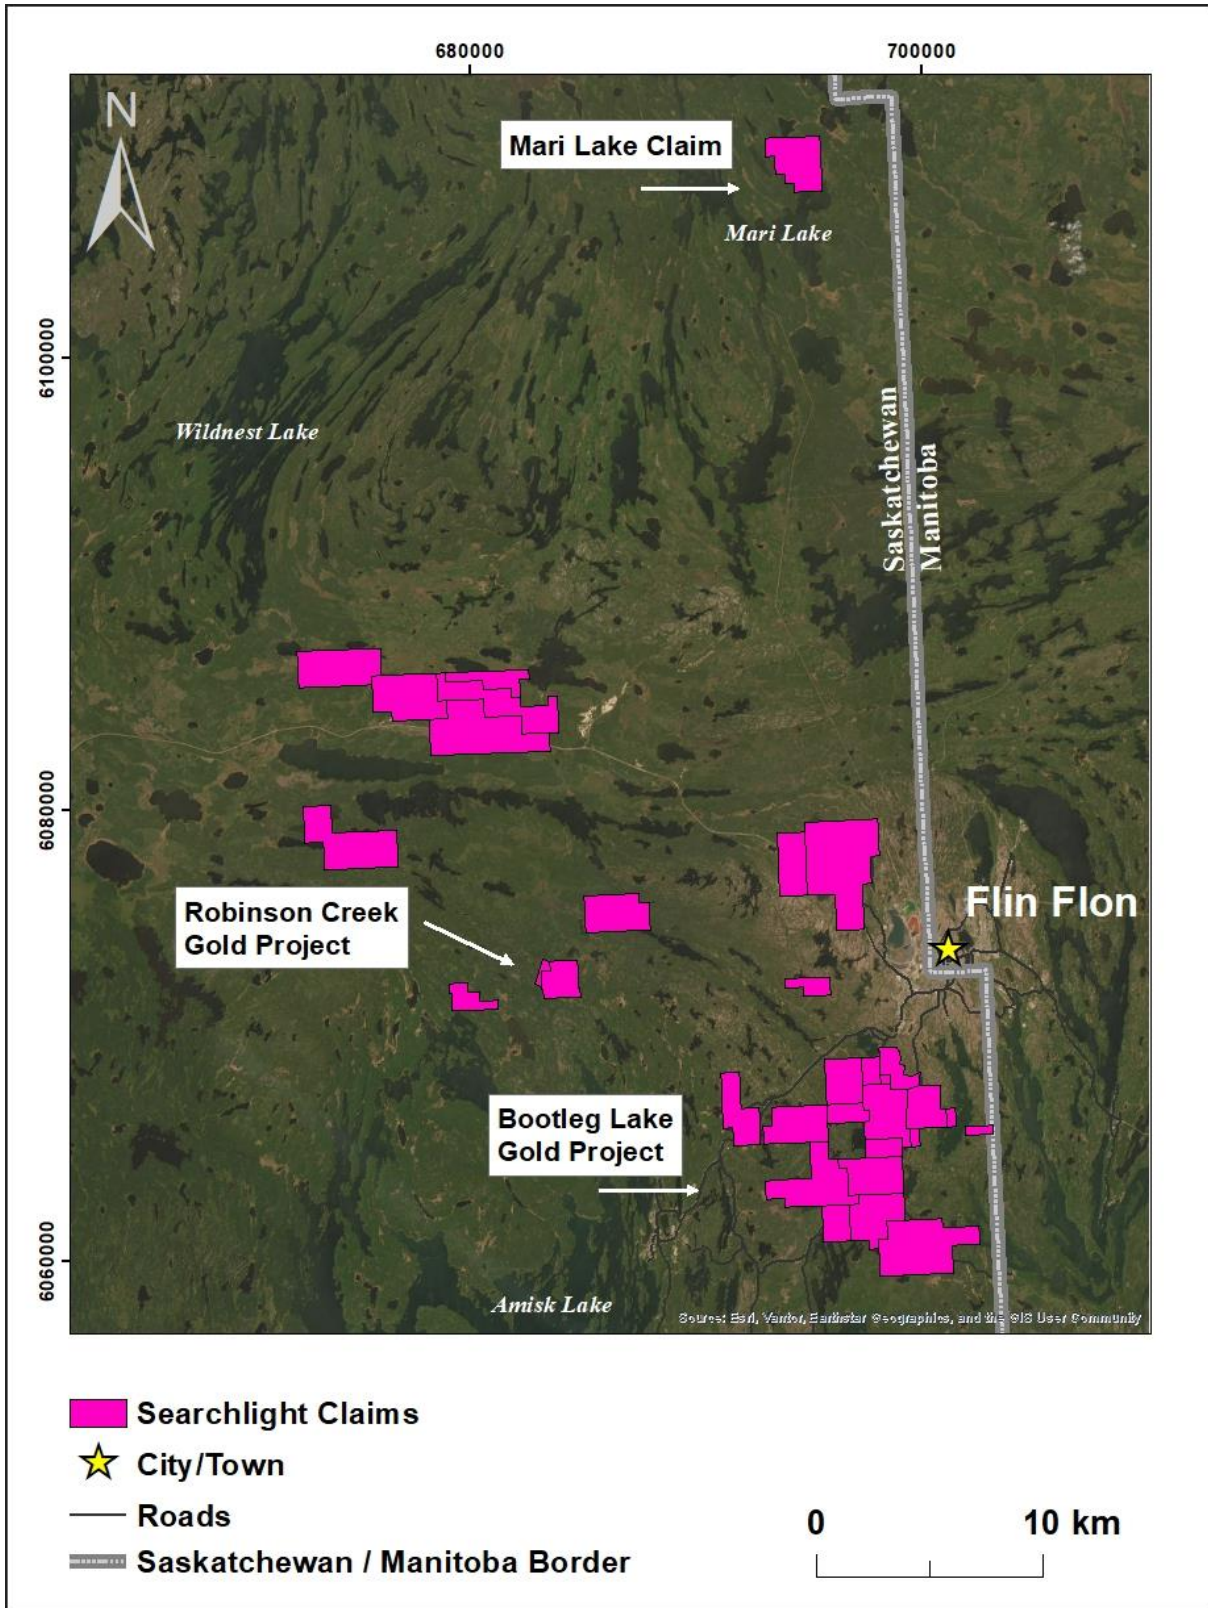 680000
700000
N
Mari Lake Claim
Mari Lake
6100000
Wildnest Lake
Saskatchewan
Manitoba
6080000
Flin Flon
Robinson Creek
Gold Project
Bootleg Lake
Gold Project
6060000
Amisk Lake
Source: Esri, Vantor, Earthstar Geographics, and the GIS User Community
Searchlight Claims
City/Town
Roads
Saskatchewan / Manitoba Border
0
10 km